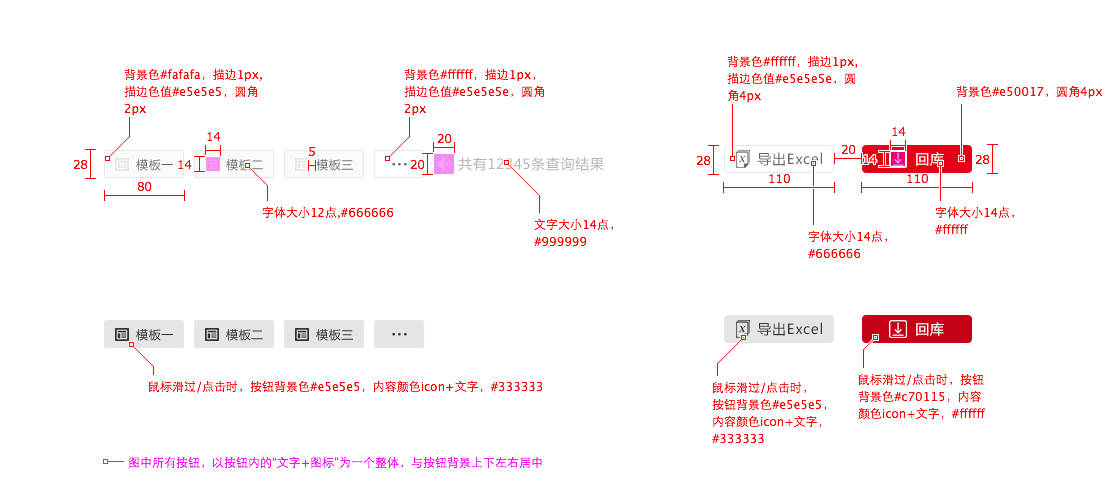 背景色#fafafa，描边1px,
描边色值#e5e5e5，圆角
2px
背景色#ffffff，描边1px，
描边色值#e5e5e5e，圆角
2px
背景色#ffffff，描边1px，
描边色值#e5e5e5e，圆
角4px
背景色#e50017，圆角4px
14
5
20
20
14
28
模板一
14
模板二
模板三
20
共有12345条查询结果
28
导出Excel
14
回库
28
80
110
110
字体大小12点,#666666
文字大小14点，
#999999
字体大小14点，
#666666
字体大小14点，
#ffffff
模板一
模板二
模板三
导出Excel
回库
鼠标滑过/点击时，按钮背景色#e5e5e5，内容颜色icon+文字，#333333
鼠标滑过/点击时，
按钮背景色#e5e5e5，
内容颜色icon+文字，
#333333
鼠标滑过/点击时，按钮
背景色#c70115，内容
颜色icon+文字，#ffffff
图中所有按钮，以按钮内的“文字+图标”为一个整体，与按钮背景上下左右居中